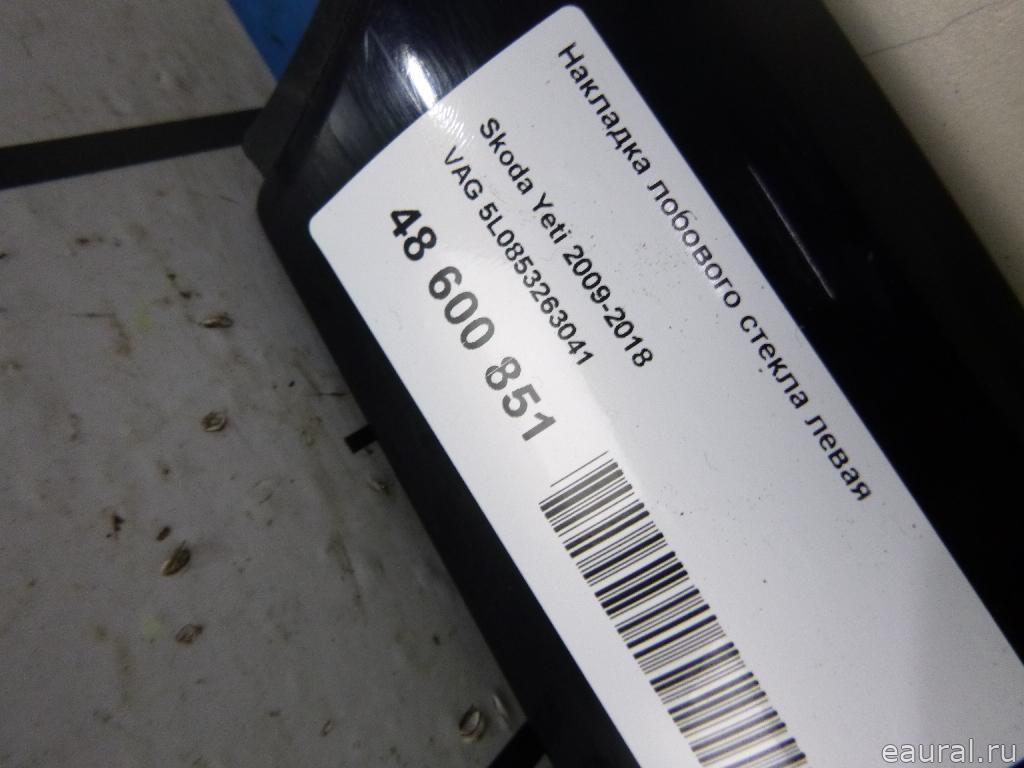 Накладка лобового стекла левая
Skoda Yeti 2009-2018
VAG 5L0853263041
48 600 851
eaural.ru